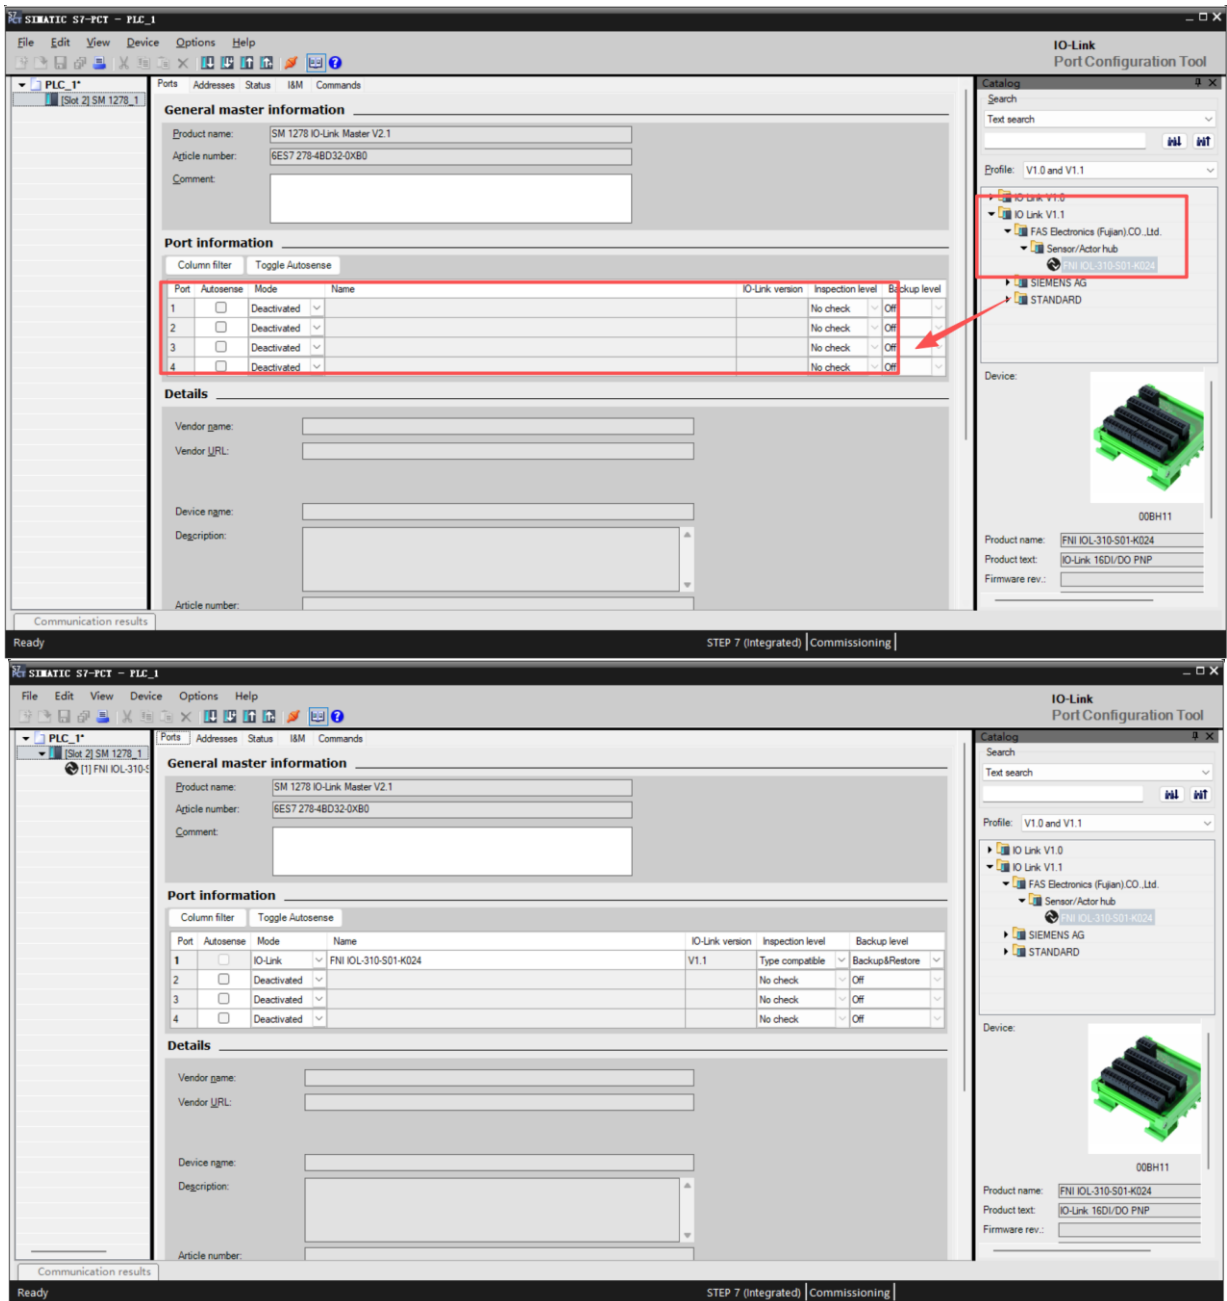 SIMATIC S7-PCT - PLC_1
File Edit View Device Options Help
IO-Link
Port Configuration Tool
PLC_1*
[Slot 2] SM 1278_1
Ports Addresses Status I&M Commands
General master information
Product name: SM 1278 IO-Link Master V2.1
Article number: 6ES7 278-4BD32-0XB0
Comment:
Port information
Column filter Toggle Autosense
Port Autosense Mode Name IO-Link version Inspection level Backup level
1 Deactivated No check Off
2 Deactivated No check Off
3 Deactivated No check Off
4 Deactivated No check Off
Details
Vendor name:
Vendor URL:
Device name:
Description:
Article number:
Catalog
Search
Text search
Profile: V1.0 and V1.1
IO Link V1.0
IO Link V1.1
FAS Electronics (Fujian).CO.,Ltd.
Sensor/Actor hub
FNI IOL-310-S01-K024
SIEMENS AG
STANDARD
Device:
00BH11
Product name: FNI IOL-310-S01-K024
Product text: IO-Link 16DI/DO PNP
Firmware rev.:
Communication results
Ready
STEP 7 (Integrated) Commissioning
SIMATIC S7-PCT - PLC_1
File Edit View Device Options Help
IO-Link
Port Configuration Tool
PLC_1*
[Slot 2] SM 1278_1
[1] FNI IOL-310-S
Ports Addresses Status I&M Commands
General master information
Product name: SM 1278 IO-Link Master V2.1
Article number: 6ES7 278-4BD32-0XB0
Comment:
Port information
Column filter Toggle Autosense
Port Autosense Mode Name IO-Link version Inspection level Backup level
1 IO-Link FNI IOL-310-S01-K024 V1.1 Type compatible Backup&Restore
2 Deactivated No check Off
3 Deactivated No check Off
4 Deactivated No check Off
Details
Vendor name:
Vendor URL:
Device name:
Description:
Article number:
Catalog
Search
Text search
Profile: V1.0 and V1.1
IO Link V1.0
IO Link V1.1
FAS Electronics (Fujian).CO.,Ltd.
Sensor/Actor hub
FNI IOL-310-S01-K024
SIEMENS AG
STANDARD
Device:
00BH11
Product name: FNI IOL-310-S01-K024
Product text: IO-Link 16DI/DO PNP
Firmware rev.:
Communication results
Ready
STEP 7 (Integrated) Commissioning